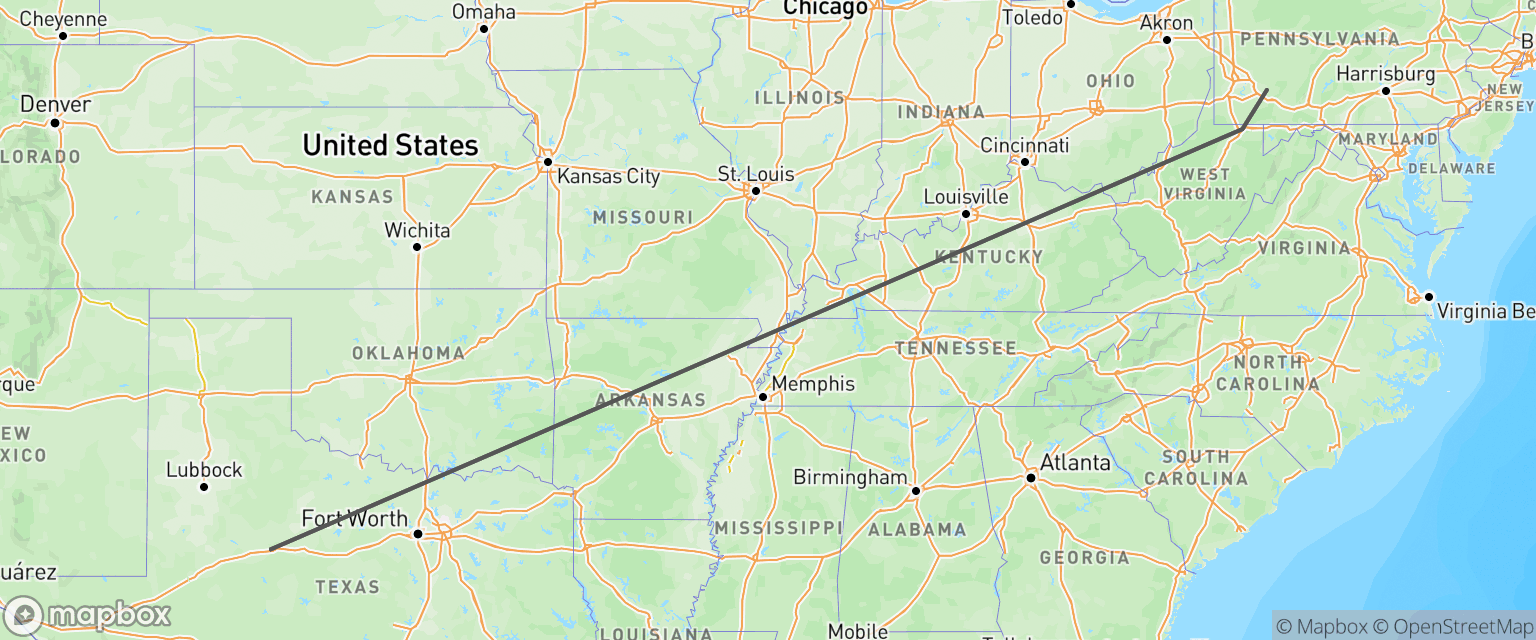 Cheyenne
Omaha
Chicago
Toledo
Akron
PENNSYLVANIA
B
Denver
ILLINOIS
OHIO
Harrisburg
NEW
JERSEY
INDIANA
United States
Cincinnati
MARYLAND
LORADO
Kansas City
St. Louis
WEST
VIRGINIA
DELAWARE
KANSAS
MISSOURI
Louisville
Wichita
KENTUCKY
VIRGINIA
Virginia Be
OKLAHOMA
TENNESSEE
NORTH
CAROLINA
rque
Memphis
ARKANSAS
EW
XICO
Lubbock
Birmingham
Atlanta
SOUTH
CAROLINA
Fort Worth
MISSISSIPPI
ALABAMA
GEORGIA
uárez
TEXAS
mapbox
LOUISIANA
Mobile
© Mapbox © OpenStreetMap